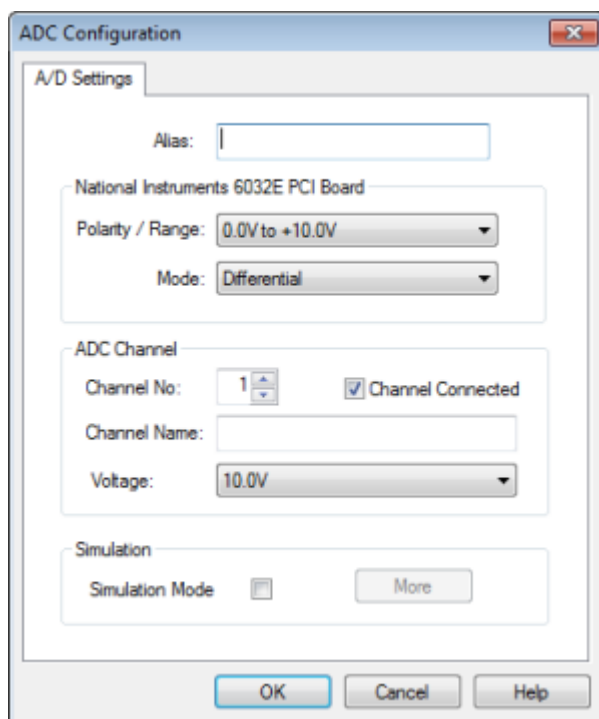 ADC Configuration
A/D Settings
Alias:
National Instruments 6032E PCI Board
Polarity / Range: 0.0V to +10.0V
Mode: Differential
ADC Channel
Channel No: 1 Channel Connected
Channel Name:
Voltage: 10.0V
Simulation
Simulation Mode More
OK Cancel Help